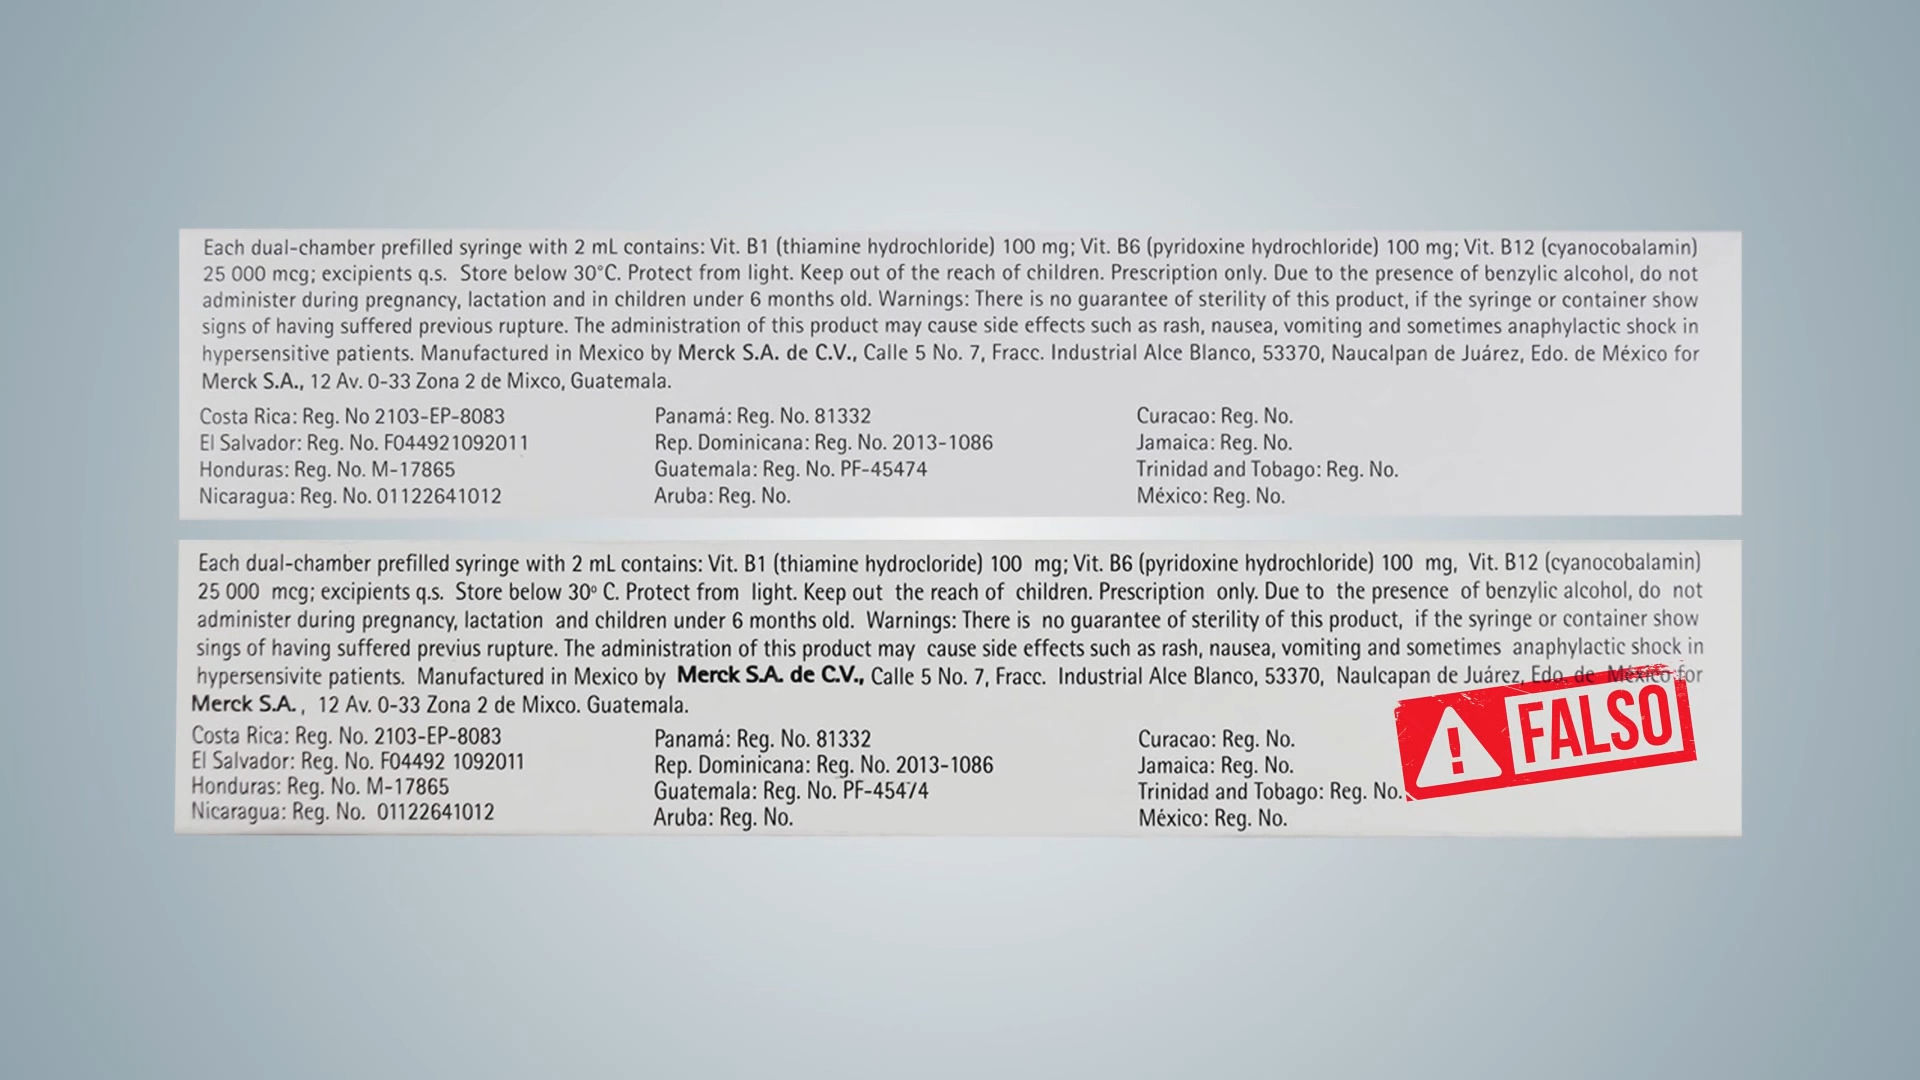 Each dual-chamber prefilled syringe with 2 mL contains: Vit. B1 (thiamine hydrochloride) 100 mg; Vit. B6 (pyridoxine hydrochloride) 100 mg; Vit. B12 (cyanocobalamin)
25 000 mcg; excipients q.s. Store below 30°C. Protect from light. Keep out of the reach of children. Prescription only. Due to the presence of benzylic alcohol, do not
administer during pregnancy, lactation and in children under 6 months old. Warnings: There is no guarantee of sterility of this product, if the syringe or container show
signs of having suffered previous rupture. The administration of this product may cause side effects such as rash, nausea, vomiting and sometimes anaphylactic shock in
hypersensitive patients. Manufactured in Mexico by Merck S.A. de C.V., Calle 5 No. 7, Fracc. Industrial Alce Blanco, 53370, Naucalpan de Juárez, Edo. de México for
Merck S.A., 12 Av. 0-33 Zona 2 de Mixco, Guatemala.
Costa Rica: Reg. No 2103-EP-8083
El Salvador: Reg. No. F044921092011
Honduras: Reg. No. M-17865
Nicaragua: Reg. No. 01122641012
Panamá: Reg. No. 81332
Rep. Dominicana: Reg. No. 2013-1086
Guatemala: Reg. No. PF-45474
Aruba: Reg. No.
Curacao: Reg. No.
Jamaica: Reg. No.
Trinidad and Tobago: Reg. No.
México: Reg. No.
Each dual-chamber prefilled syringe with 2 mL contains: Vit. B1 (thiamine hydrocloride) 100 mg; Vit. B6 (pyridoxine hydrochloride) 100 mg, Vit. B12 (cyanocobalamin)
25 000 mcg; excipients q.s. Store below 30º C. Protect from light. Keep out the reach of children. Prescription only. Due to the presence of benzylic alcohol, do not
administer during pregnancy, lactation and children under 6 months old. Warnings: There is no guarantee of sterility of this product, if the syringe or container show
sings of having suffered previus rupture. The administration of this product may cause side effects such as rash, nausea, vomiting and sometimes anaphylactic shock in
hypersensivite patients. Manufactured in Mexico by Merck S.A. de C.V., Calle 5 No. 7, Fracc. Industrial Alce Blanco, 53370, Naulcapan de Juárez, Edo. de México for
Merck S.A., 12 Av. 0-33 Zona 2 de Mixco. Guatemala.
Costa Rica: Reg. No. 2103-EP-8083
El Salvador: Reg. No. F04492 1092011
Honduras: Reg. No. M-17865
Nicaragua: Reg. No. 01122641012
Panamá: Reg. No. 81332
Rep. Dominicana: Reg. No. 2013-1086
Guatemala: Reg. No. PF-45474
Aruba: Reg. No.
Curacao: Reg. No.
Jamaica: Reg. No.
Trinidad and Tobago: Reg. No.
México: Reg. No.
FALSO